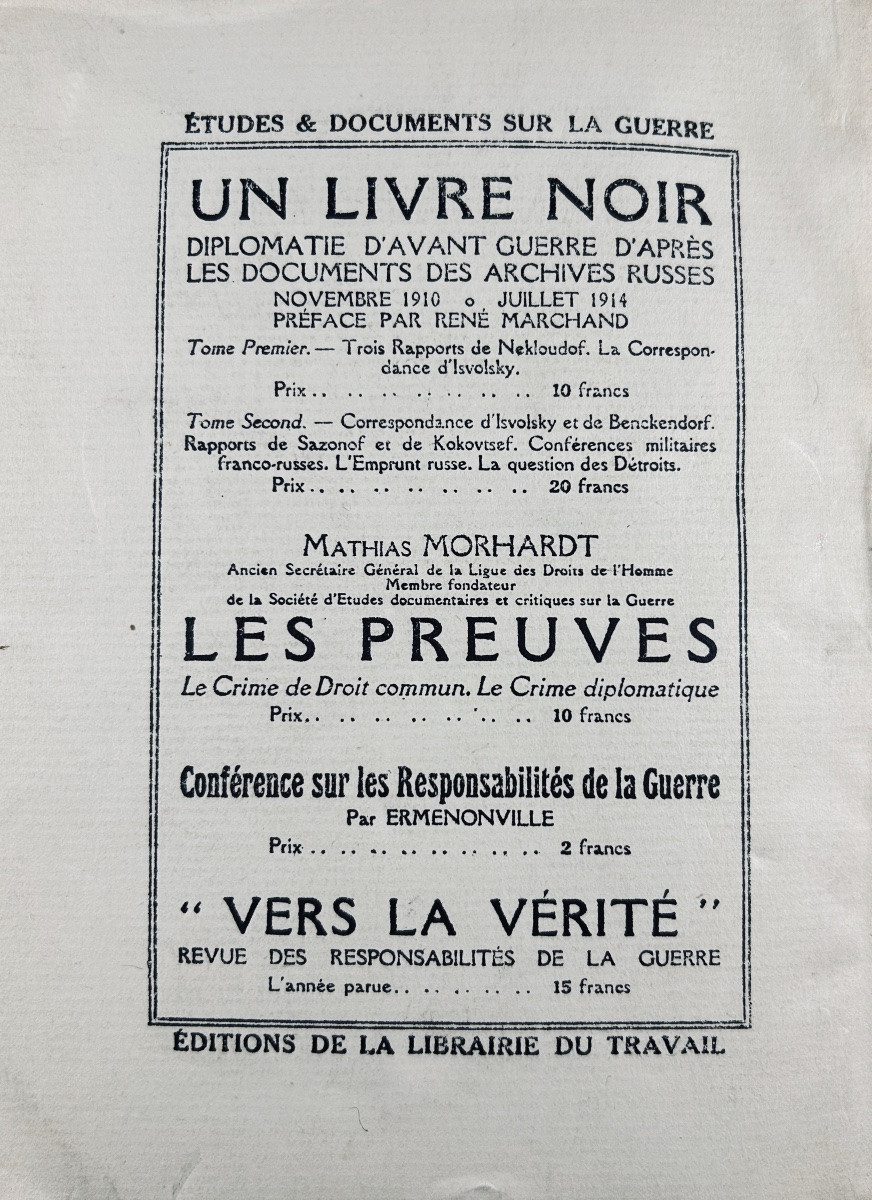 ÉTUDES & DOCUMENTS SUR LA GUERRE
UN LIVRE NOIR
DIPLOMATIE D'AVANT GUERRE D'APRÈS
LES DOCUMENTS DES ARCHIVES RUSSES
NOVEMBRE 1910 o JUILLET 1914
PRÉFACE PAR RENÉ MARCHAND
Tome Premier. — Trois Rapports de Nekloudof. La Correspon-
dance d'Isvolsky.
Prix .. .. .. .. .. .. .. .. 10 francs
Tome Second. — Correspondance d'Isvolsky et de Benckendorf.
Rapports de Sazonof et de Kokovtsef. Conférences militaires
franco-russes. L'Emprunt russe. La question des Détroits.
Prix .. .. .. .. .. .. .. .. 20 francs
MATHIAS MORHARDT
Ancien Secrétaire Général de la Ligue des Droits de l'Homme
Membre fondateur
de la Société d'Etudes documentaires et critiques sur la Guerre
LES PREUVES
Le Crime de Droit commun. Le Crime diplomatique
Prix .. .. .. .. .. .. .. .. 10 francs
Conférence sur les Responsabilités de la Guerre
Par ERMENONVILLE
Prix .. .. .. .. .. .. .. .. 2 francs
“ VERS LA VÉRITÉ ”
REVUE DES RESPONSABILITÉS DE LA GUERRE
L'année parue .. .. .. .. .. 15 francs
ÉDITIONS DE LA LIBRAIRIE DU TRAVAIL